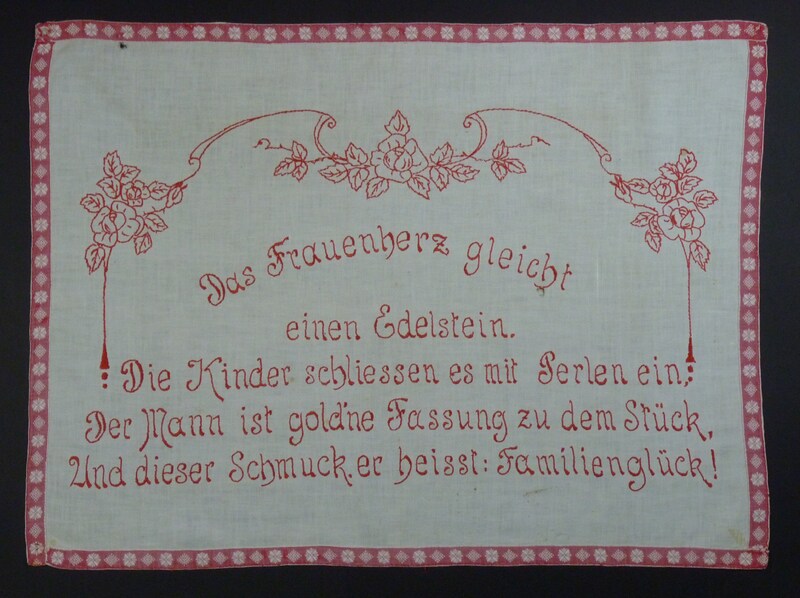 Das Frauenherz gleicht
einen Edelstein.
Die Kinder schliessen es mit Perlen ein,
Der Mann ist gold'ne Fassung zu dem Stück,
Und dieser Schmuck, er heisst: Familienglück!